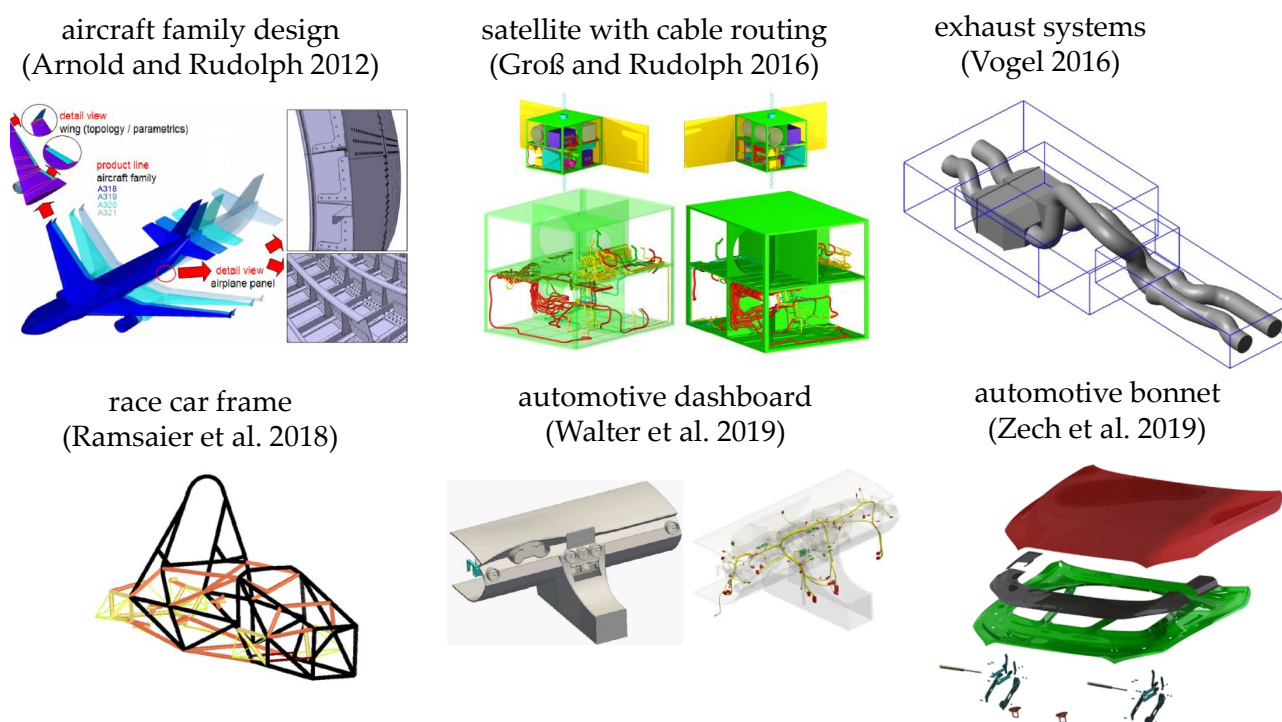 aircraft family design
(Arnold and Rudolph 2012)
detail view
wing (topology / parametrics)
product line
aircraft family
A318
A319
A320
A321
detail view
airplane panel
satellite with cable routing
(Groß and Rudolph 2016)
exhaust systems
(Vogel 2016)
race car frame
(Ramsaier et al. 2018)
automotive dashboard
(Walter et al. 2019)
automotive bonnet
(Zech et al. 2019)